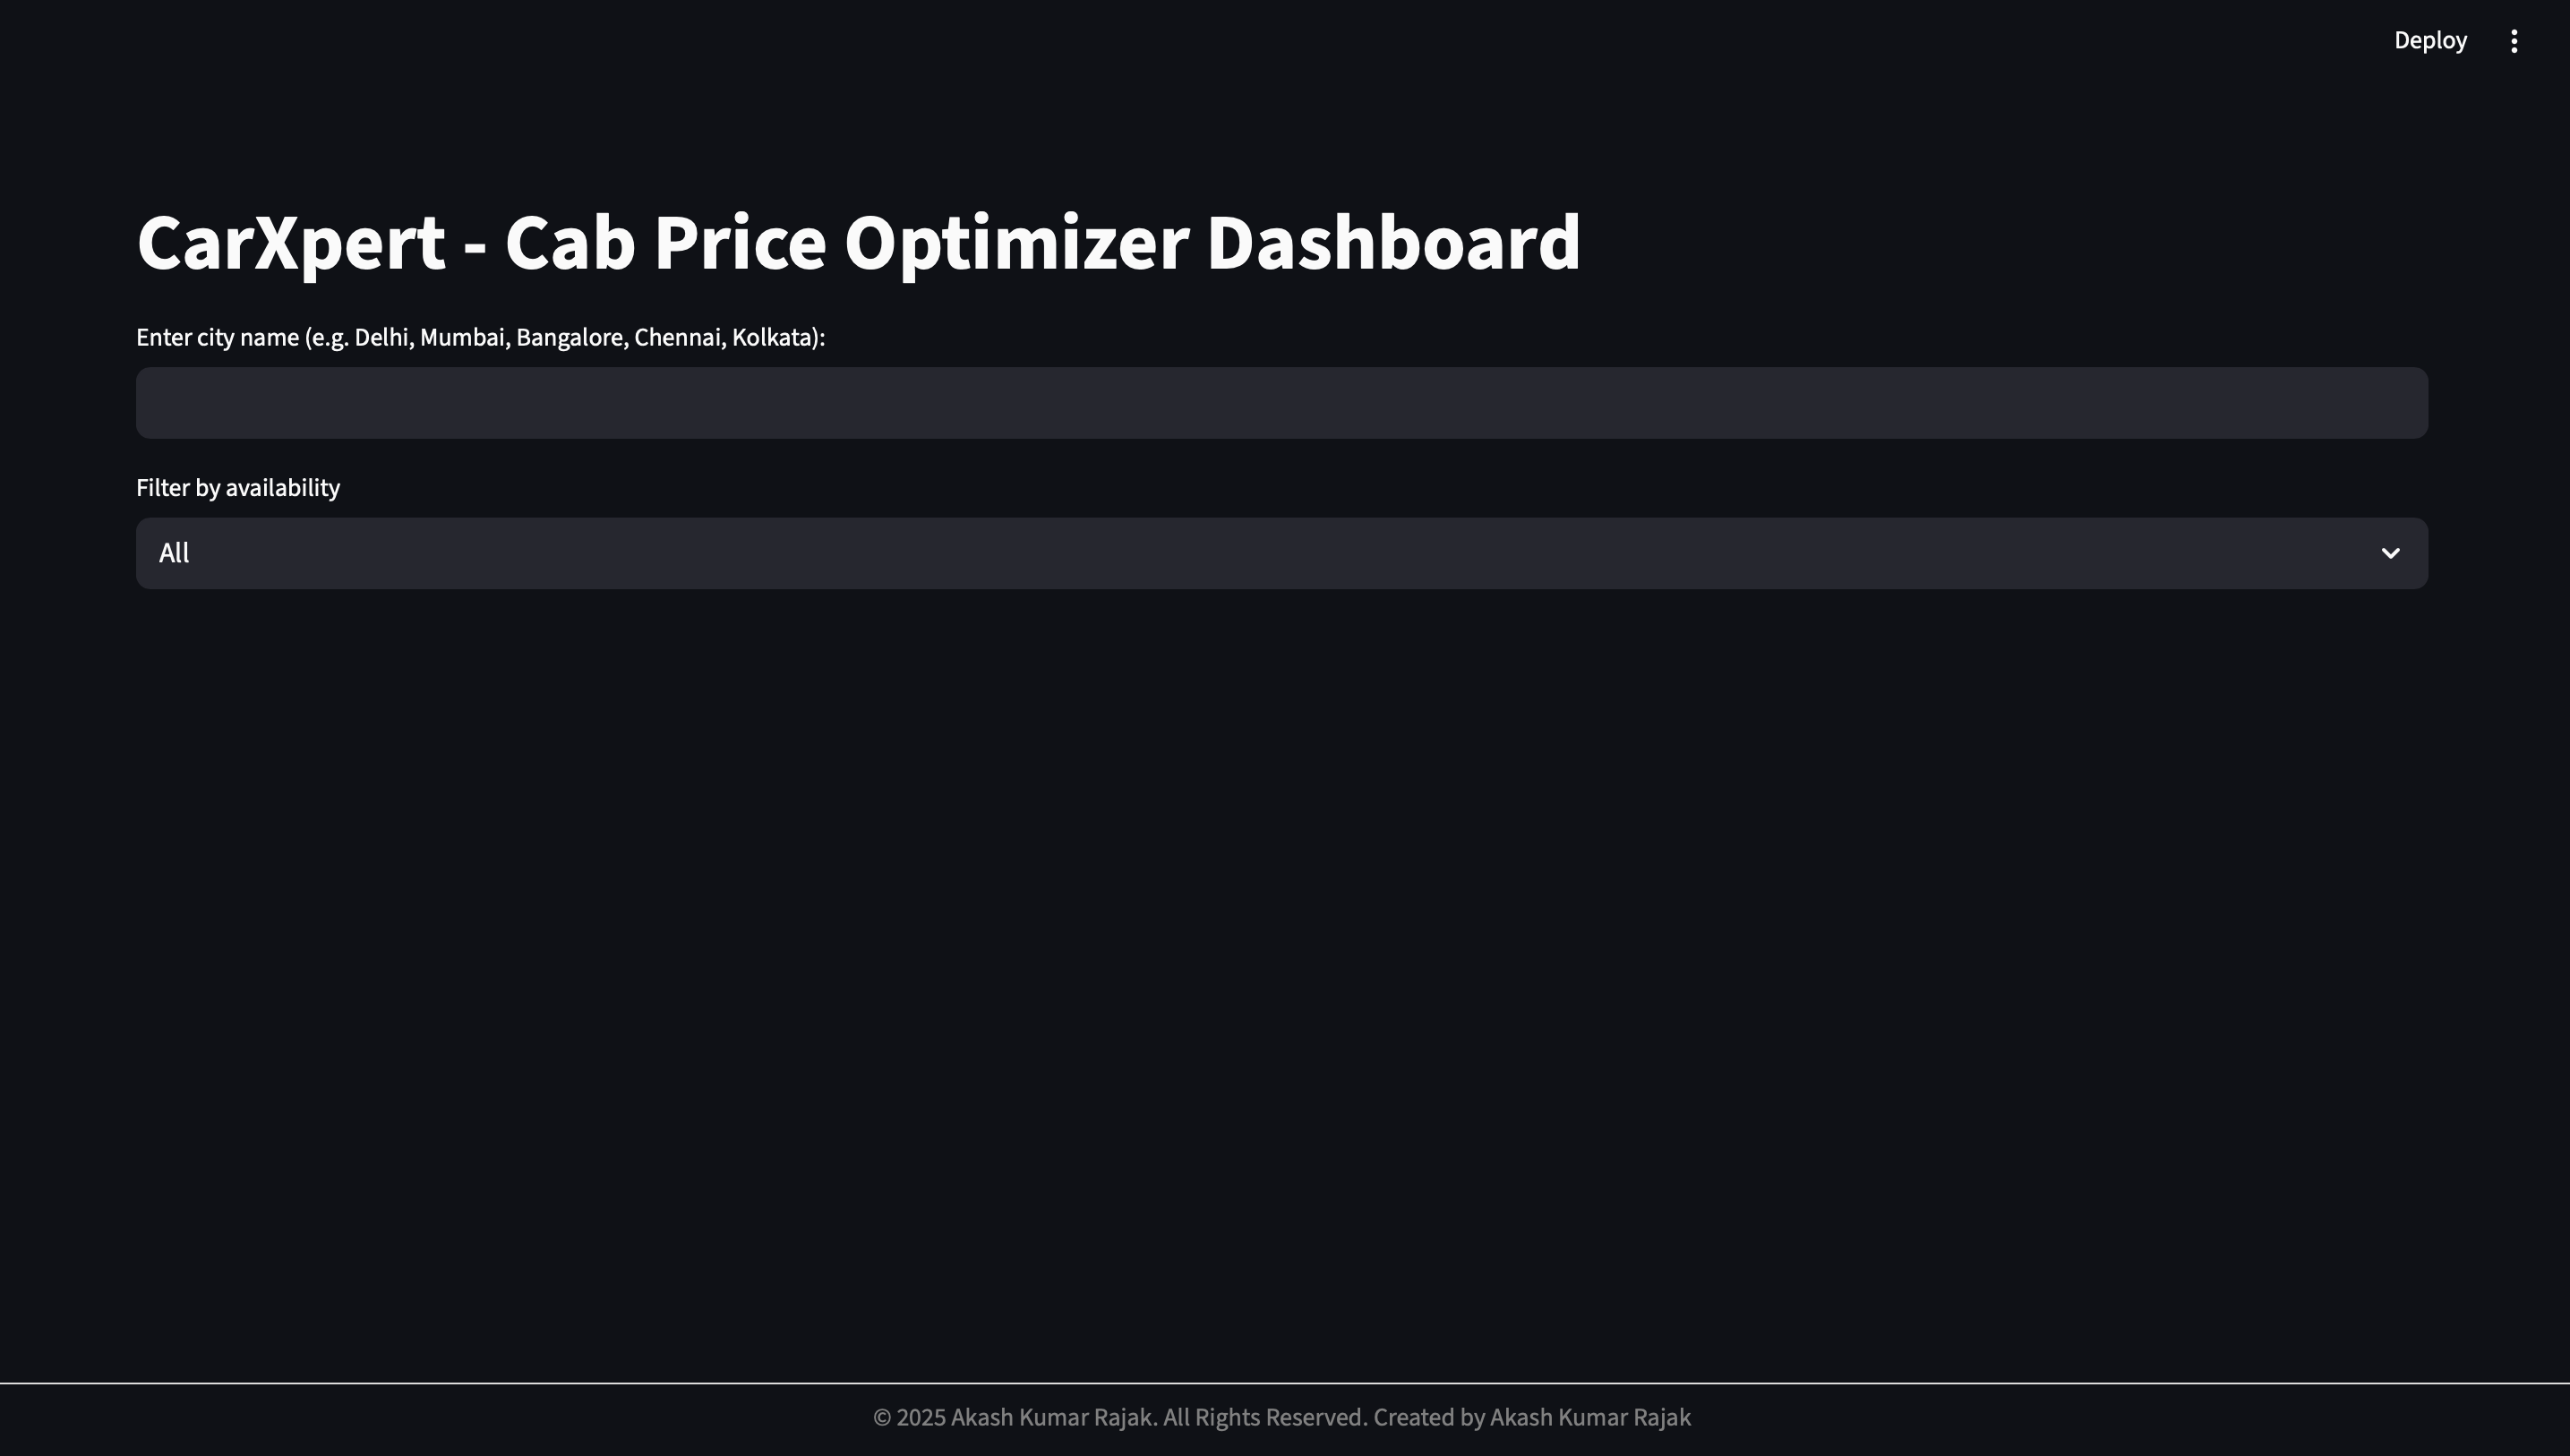 Deploy
CarXpert - Cab Price Optimizer Dashboard
Enter city name (e.g. Delhi, Mumbai, Bangalore, Chennai, Kolkata):
Filter by availability
All
© 2025 Akash Kumar Rajak. All Rights Reserved. Created by Akash Kumar Rajak